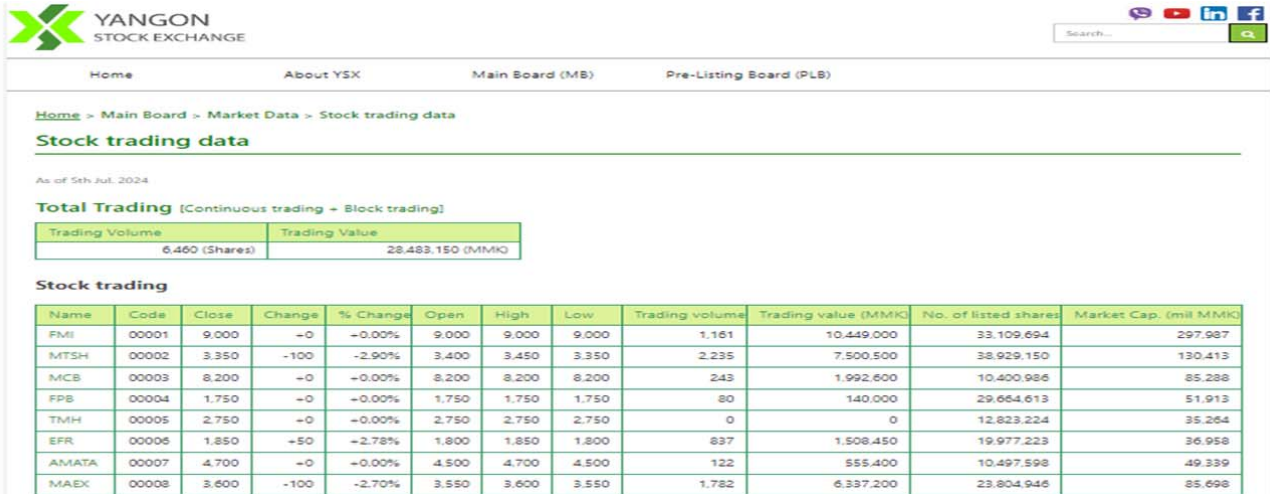 YANGON
STOCK EXCHANGE
Search...
Home About YSX Main Board (MB) Pre-Listing Board (PLB)
Home > Main Board > Market Data > Stock trading data
Stock trading data
As of 5th Jul. 2024
Total Trading [Continuous trading + Block trading]
Trading Volume Trading Value
6,460 (Shares) 28,483,150 (MMK)
Stock trading
Name Code Close Change % Change Open High Low Trading volume Trading value (MMK) No. of listed shares Market Cap. (mil MMK)
FMI 00001 9,000 +0 +0.00% 9,000 9,000 9,000 1,161 10,449,000 33,109,694 297,987
MTSH 00002 3,350 -100 -2.90% 3,400 3,450 3,350 2,235 7,500,500 38,929,150 130,413
MCB 00003 8,200 +0 +0.00% 8,200 8,200 8,200 243 1,992,600 10,400,986 85,288
FPB 00004 1,750 +0 +0.00% 1,750 1,750 1,750 80 140,000 29,664,613 51,913
TMH 00005 2,750 +0 +0.00% 2,750 2,750 2,750 0 0 12,823,224 35,264
EFR 00006 1,850 +50 +2.78% 1,800 1,850 1,800 837 1,508,450 19,977,223 36,958
AMATA 00007 4,700 +0 +0.00% 4,500 4,700 4,500 122 555,400 10,497,598 49,339
MAEX 00008 3,600 -100 -2.70% 3,550 3,600 3,550 1,782 6,337,200 23,804,946 85,698